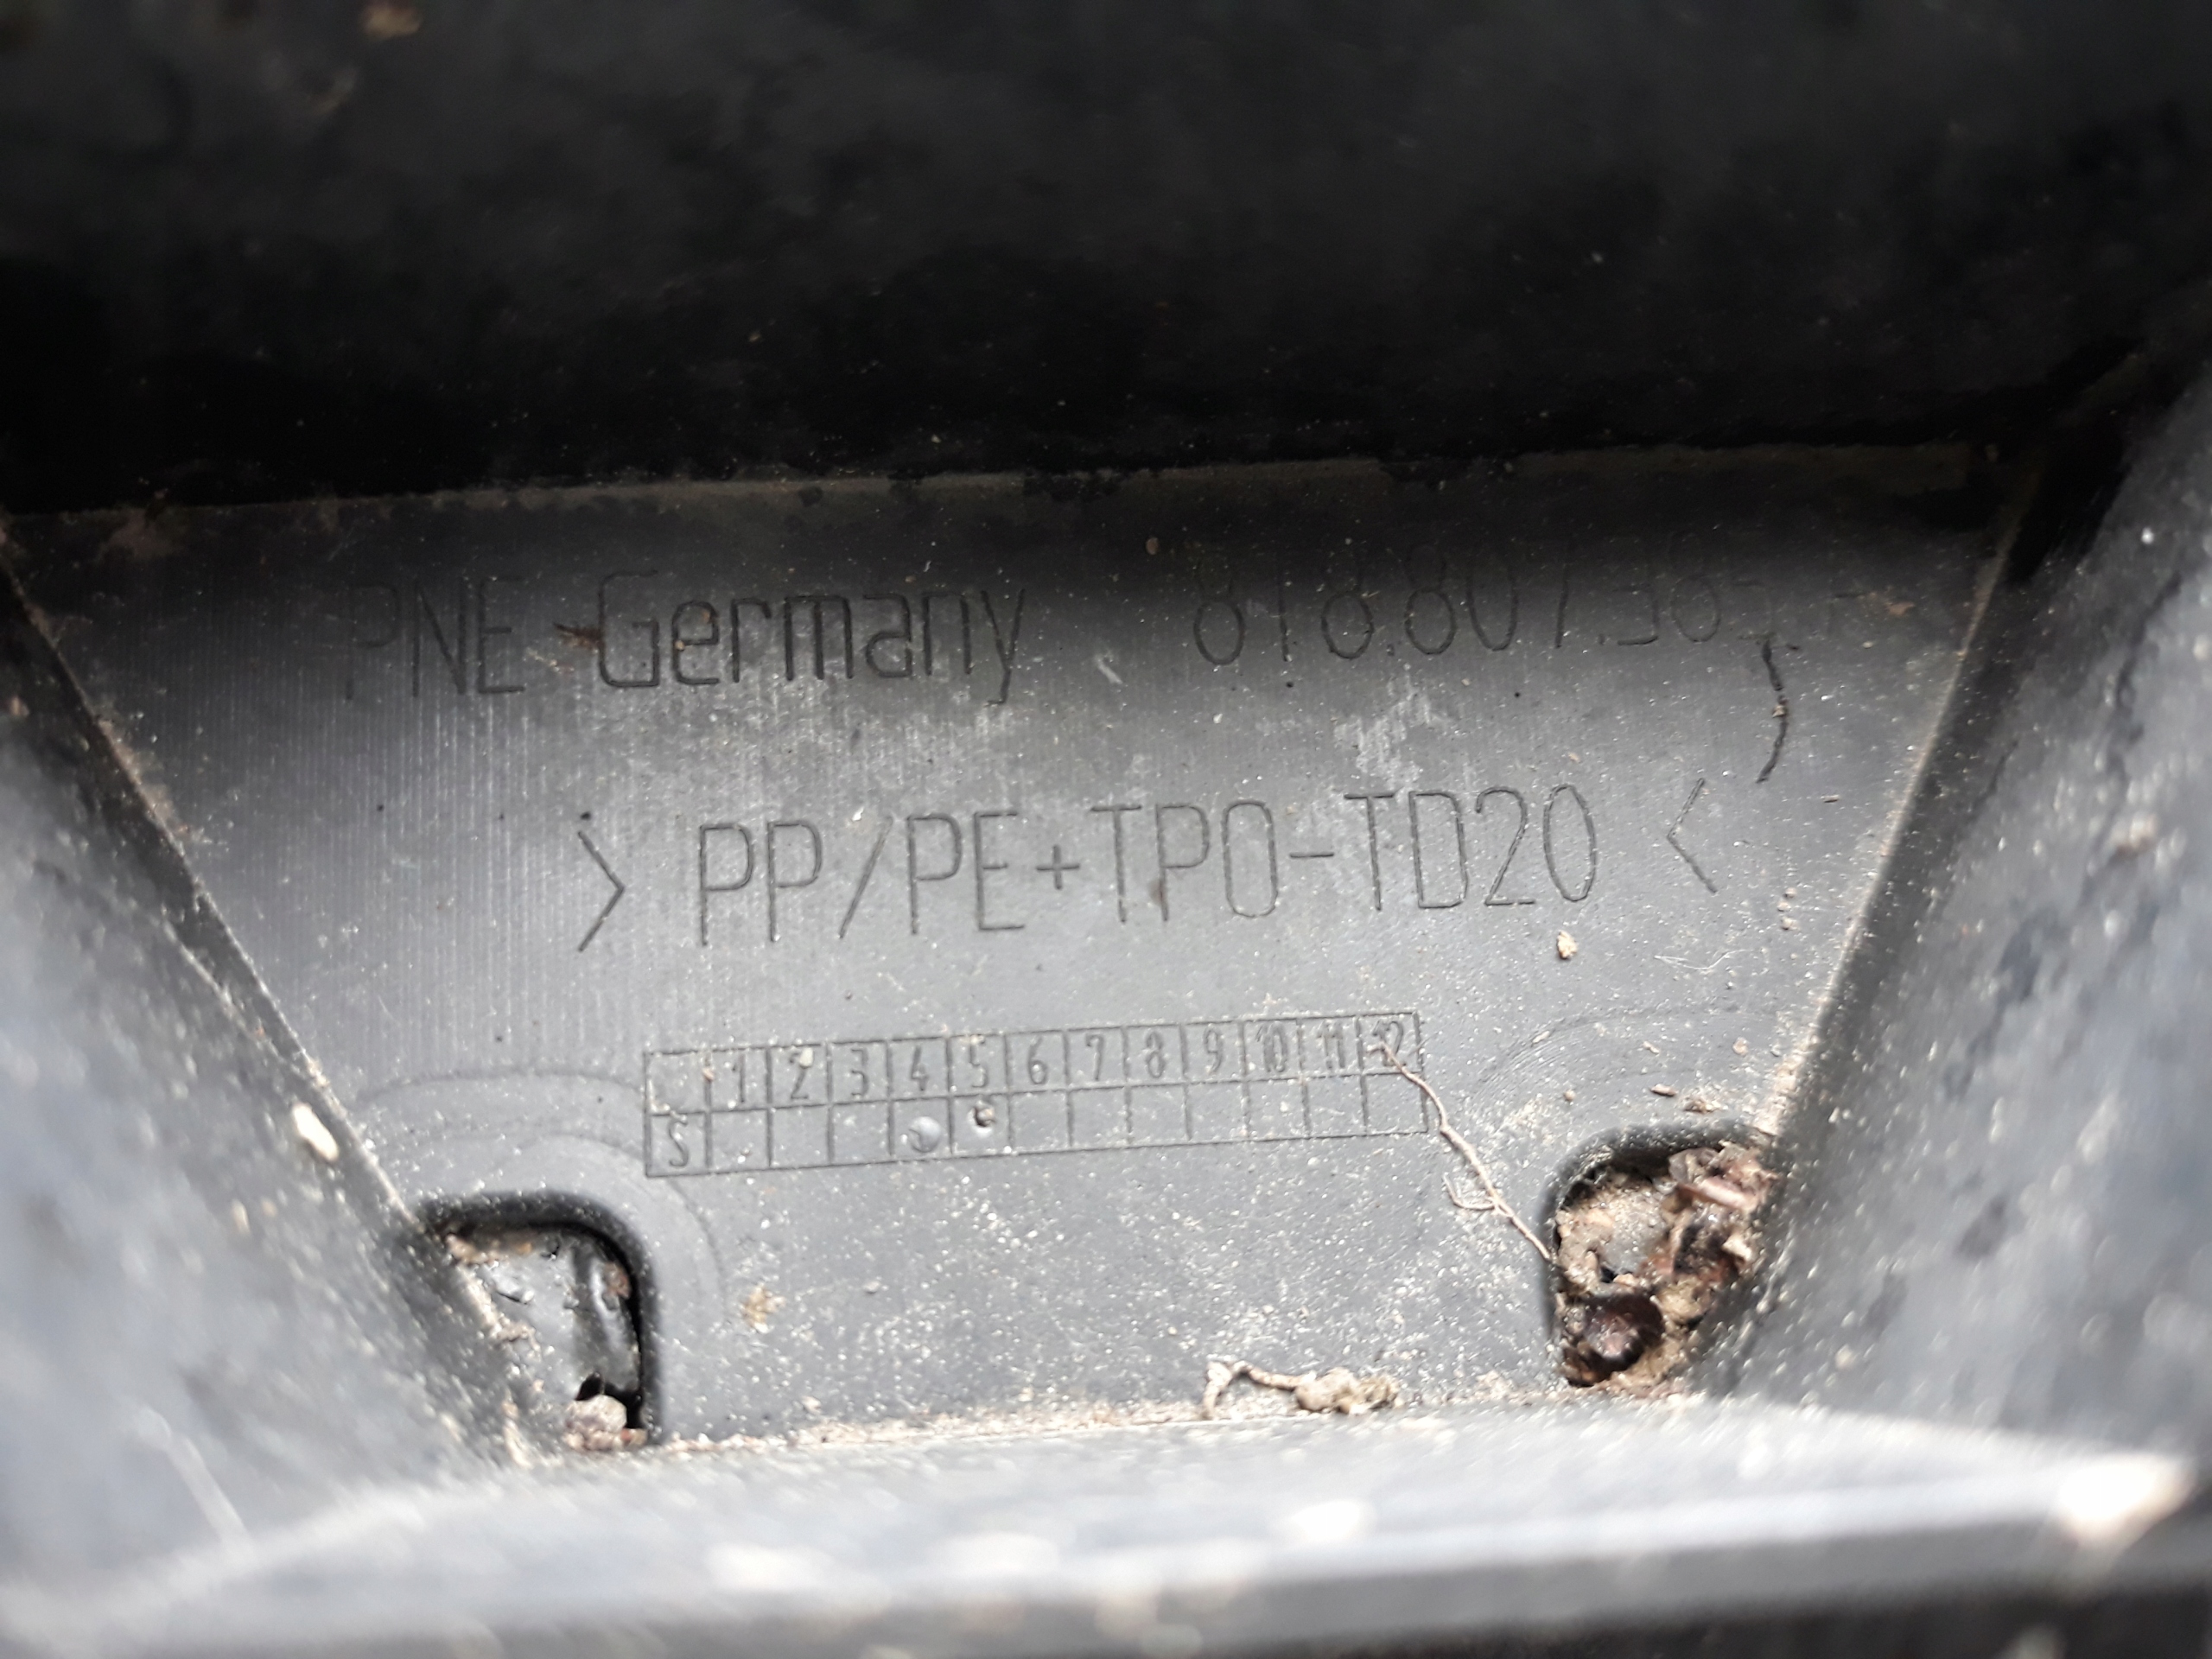 PNE-Germany
> PP/PE+TPO-TD20 <
1 2 3 4 5 6 7 8 9 10 11 12
S